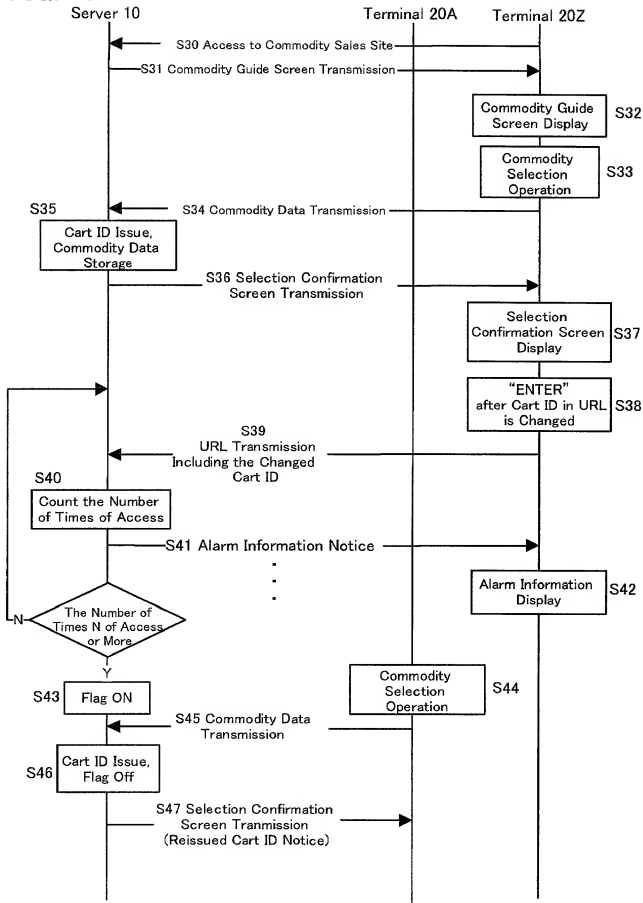 Server 10
Terminal 20A
Terminal 20Z
S30 Access to Commodity Sales Site
S31 Commodity Guide Screen Transmission
Commodity Guide
Screen Display
S32
Commodity
Selection
Operation
S33
S34 Commodity Data Transmission
S35
Cart ID Issue,
Commodity Data
Storage
S36 Selection Confirmation
Screen Transmission
Selection
Confirmation Screen
Display
S37
"ENTER"
after Cart ID in URL
is Changed
S38
S39
URL Transmission
Including the Changed
Cart ID
S40
Count the Number
of Times of Access
S41 Alarm Information Notice
Alarm Information
Display
S42
The Number of
Times N of Access
or More
N
Y
S43
Flag ON
Commodity
Selection
Operation
S44
S45 Commodity Data
Transmission
S46
Cart ID Issue,
Flag Off
S47 Selection Confirmation
Screen Tranmission
(Reissued Cart ID Notice)